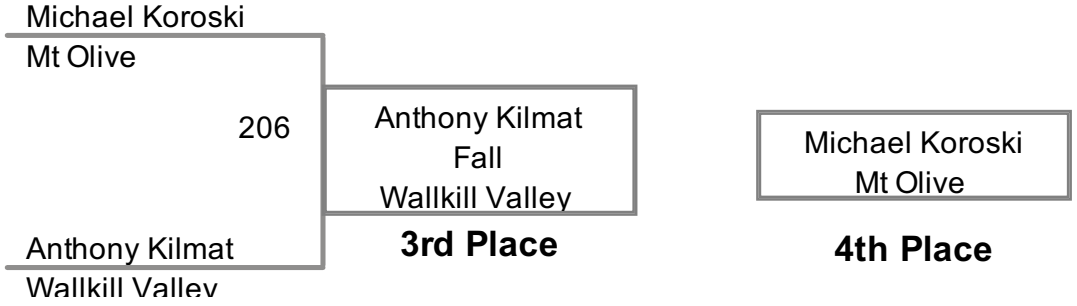 Michael Koroski
Mt Olive
206
Anthony Kilmat
Fall
Wallkill Valley
3rd Place
Anthony Kilmat
Wallkill Valley
Michael Koroski
Mt Olive
4th Place